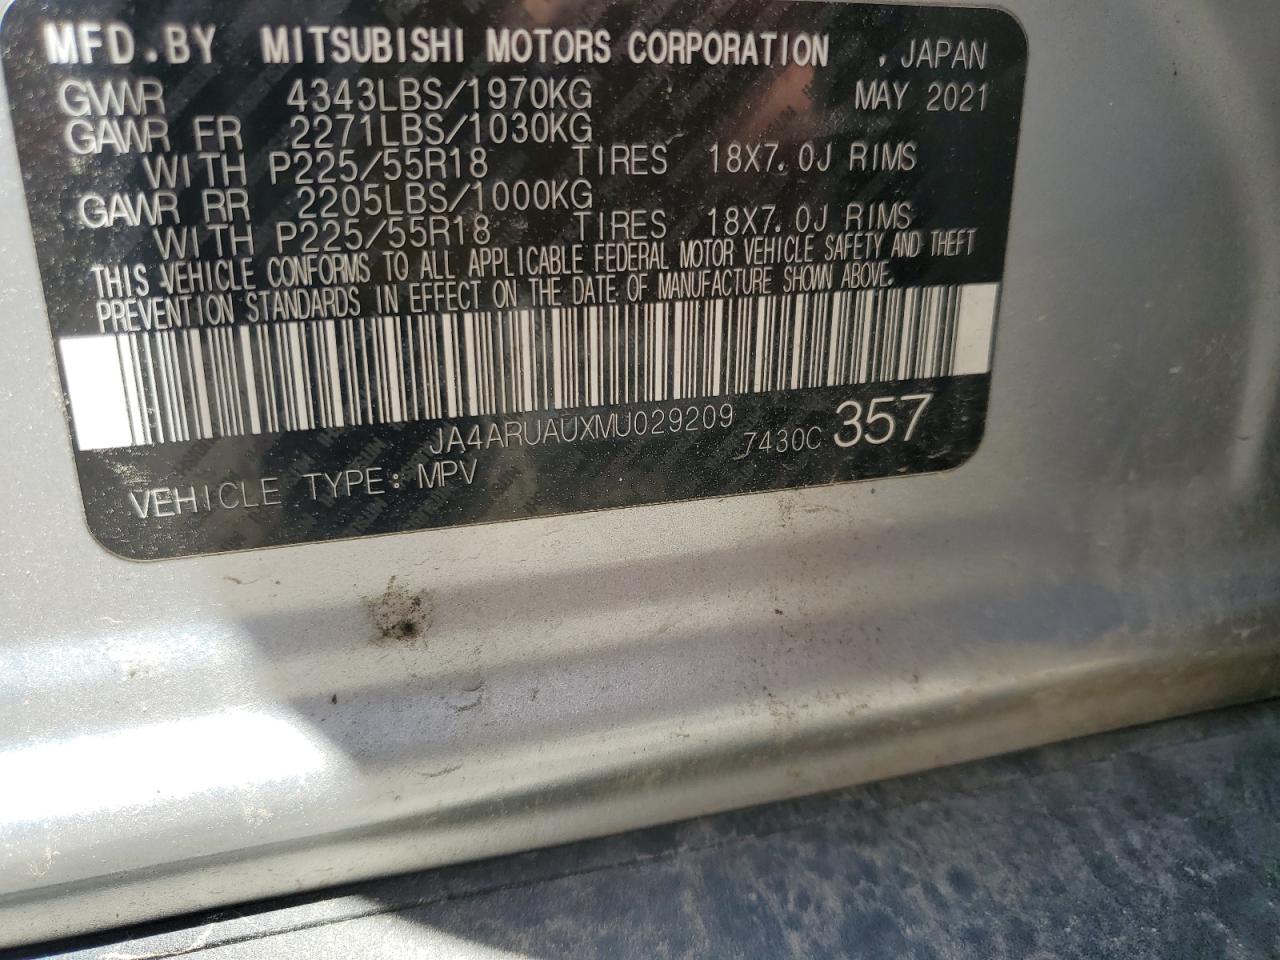 MFD.BY MITSUBISHI MOTORS CORPORATION , JAPAN
GVWR 4343LBS/1970KG MAY 2021
GAWR FR 2271LBS/1030KG
WITH P225/55R18 TIRES 18X7.0J RIMS
GAWR RR 2205LBS/1000KG
WITH P225/55R18 TIRES 18X7.0J RIMS
THIS VEHICLE CONFORMS TO ALL APPLICABLE FEDERAL MOTOR VEHICLE SAFETY AND THEFT
PREVENTION STANDARDS IN EFFECT ON THE DATE OF MANUFACTURE SHOWN ABOVE.
JA4ARUAUXMU029209 7430C 357
VEHICLE TYPE: MPV